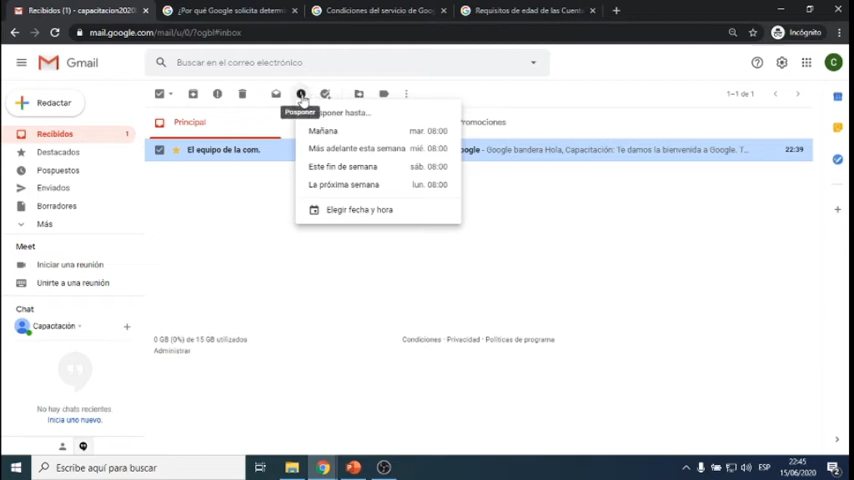 Recibidos (1) - capacitacion2020
¿Por qué Google solicita determ
Condiciones del servicio de Goo
Requisitos de edad de las Cuenta
mail.google.com/mail/u/0/?ogbl#inbox
Incógnito
Gmail
Buscar en el correo electrónico
C
Redactar
1–1 de 1
Posponer
sponer hasta...
Recibidos 1
Principal
romociones
Mañana mar. 08:00
Destacados
Más adelante esta semana mié. 08:00
El equipo de la com.
oogle - Google bandera Hola, Capacitación: Te damos la bienvenida a Google. T... 22:39
Este fin de semana sáb. 08:00
Pospuestos
La próxima semana lun. 08:00
Enviados
Borradores
Elegir fecha y hora
Más
Meet
Iniciar una reunión
Unirte a una reunión
Chat
Capacitación
0 GB (0%) de 15 GB utilizados
Administrar
Condiciones · Privacidad · Políticas de programa
No hay chats recientes.
Inicia uno nuevo.
Escribe aquí para buscar
ESP
22:45
15/06/2020
2